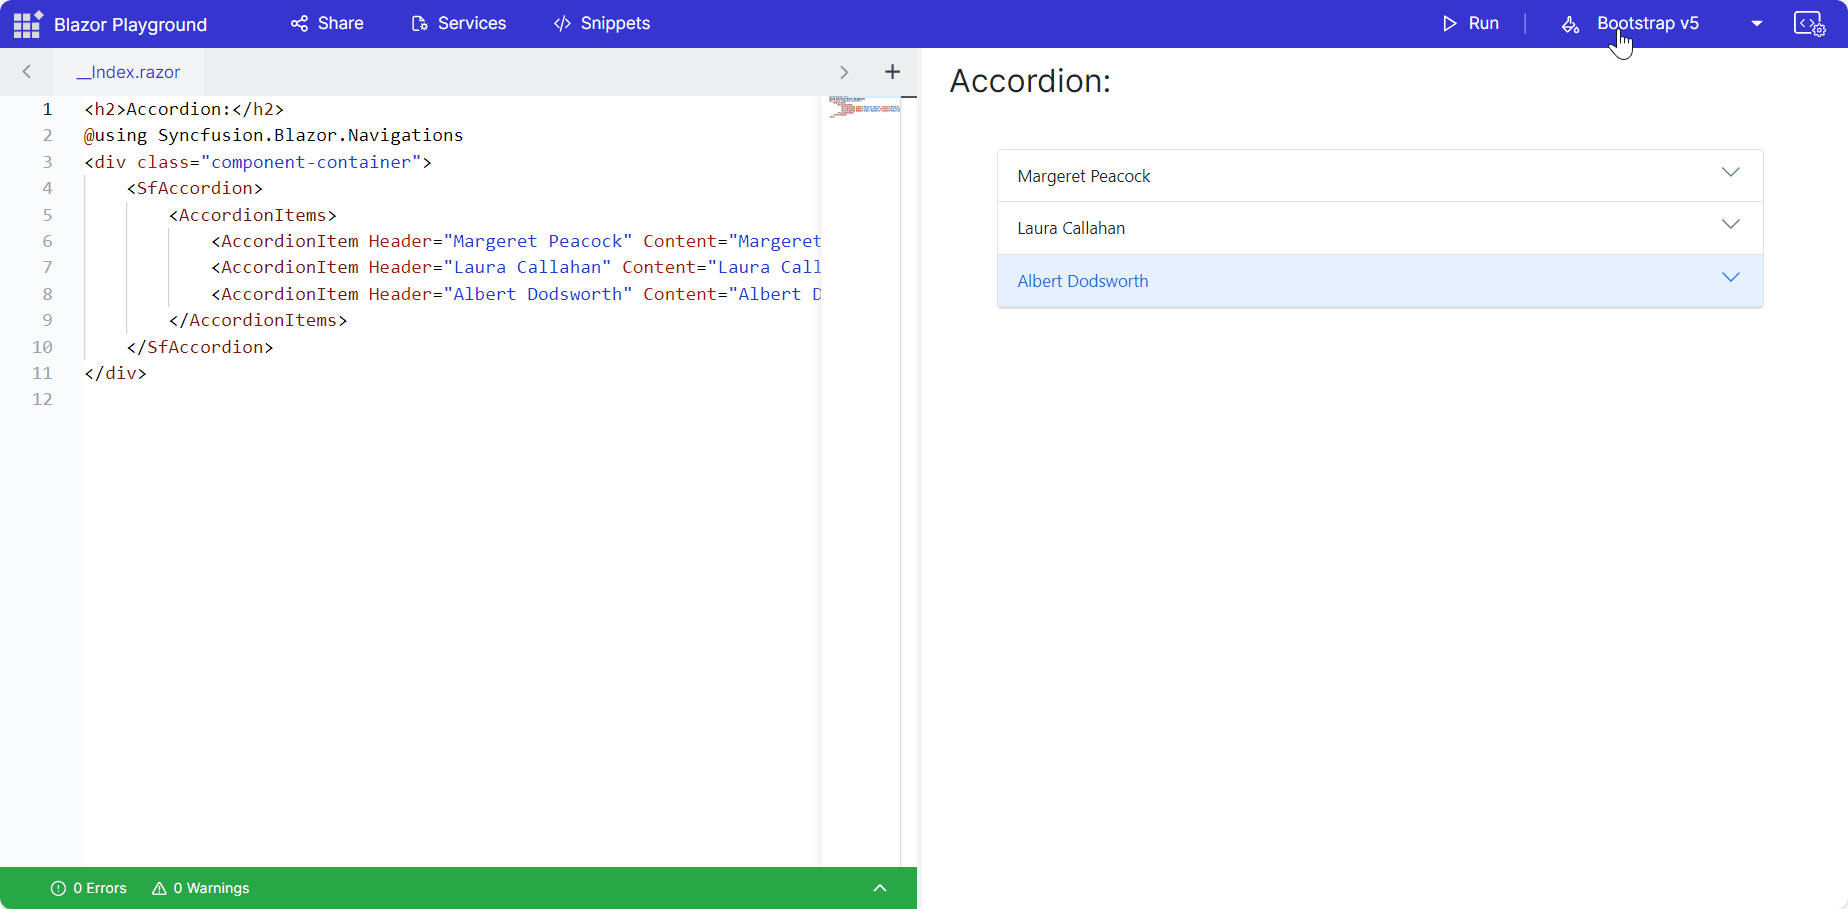 Blazor Playground
Share
Services
</> Snippets
Run
Bootstrap v5
__Index.razor
1 <h2>Accordion:</h2>
2 @using Syncfusion.Blazor.Navigations
3 <div class="component-container">
4 <SfAccordion>
5 <AccordionItems>
6 <AccordionItem Header="Margeret Peacock" Content="Margeret
7 <AccordionItem Header="Laura Callahan" Content="Laura Call
8 <AccordionItem Header="Albert Dodsworth" Content="Albert D
9 </AccordionItems>
10 </SfAccordion>
11 </div>
12
0 Errors
0 Warnings
Accordion:
Margeret Peacock
Laura Callahan
Albert Dodsworth